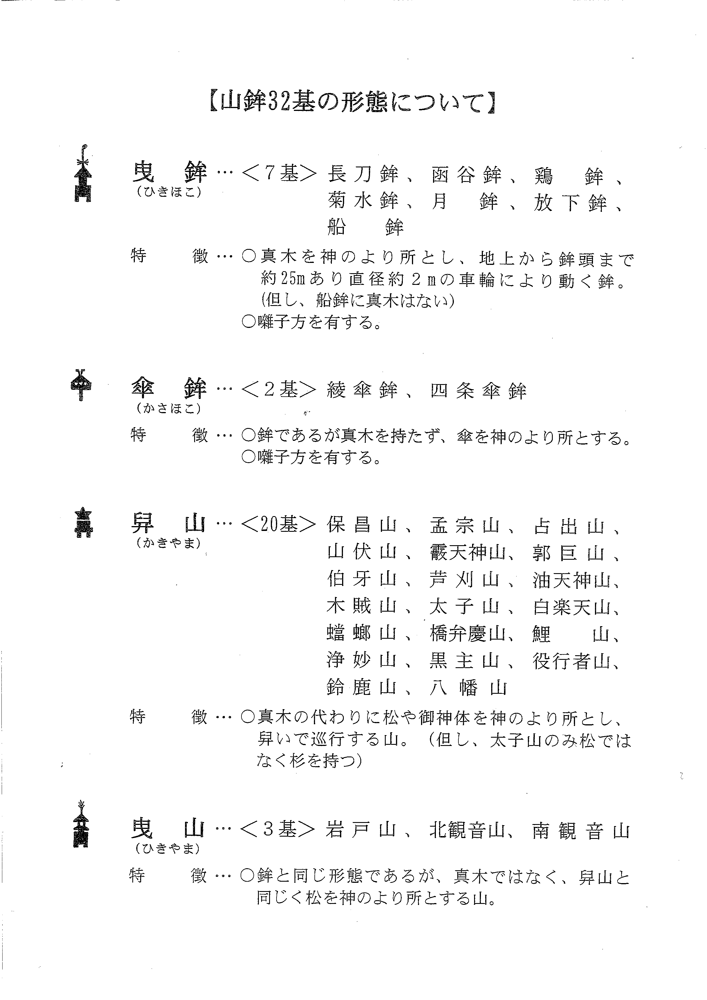 【山鉾32基の形態について】
曳　鉾…＜７基＞長刀鉾、函谷鉾、鶏　鉾、
（ひきほこ）
菊水鉾、月　鉾、放下鉾、
船　鉾
特　徴…○真木を神のより所とし、地上から鉾頭まで
約25mあり直径約２mの車輪により動く鉾。
(但し、船鉾に真木はない)
○囃子方を有する。
傘　鉾…＜２基＞綾傘鉾、四条傘鉾
（かさほこ）
特　徴…○鉾であるが真木を持たず、傘を神のより所とする。
○囃子方を有する。
舁　山…＜20基＞保昌山、孟宗山、占出山、
（かきやま）
山伏山、霰天神山、郭巨山、
伯牙山、芦刈山、油天神山、
木賊山、太子山、白楽天山、
蟷螂山、橋弁慶山、鯉　山、
浄妙山、黒主山、役行者山、
鈴鹿山、八幡山
特　徴…○真木の代わりに松や御神体を神のより所とし、
舁いで巡行する山。（但し、太子山のみ松では
なく杉を持つ）
曳　山…＜３基＞岩戸山、北観音山、南観音山
（ひきやま）
特　徴…○鉾と同じ形態であるが、真木ではなく、舁山と
同じく松を神のより所とする山。